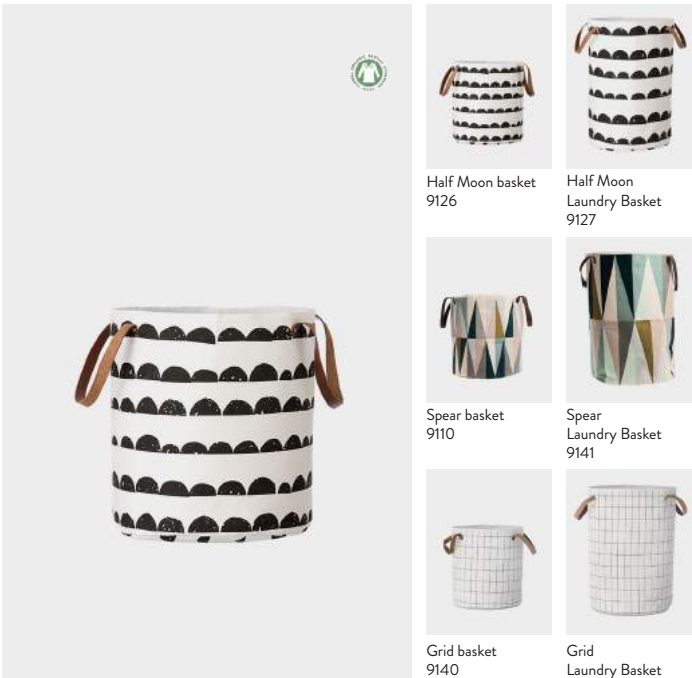 Half Moon basket
9126
Half Moon
Laundry Basket
9127
Spear basket
9110
Spear
Laundry Basket
9141
Grid basket
9140
Grid
Laundry Basket